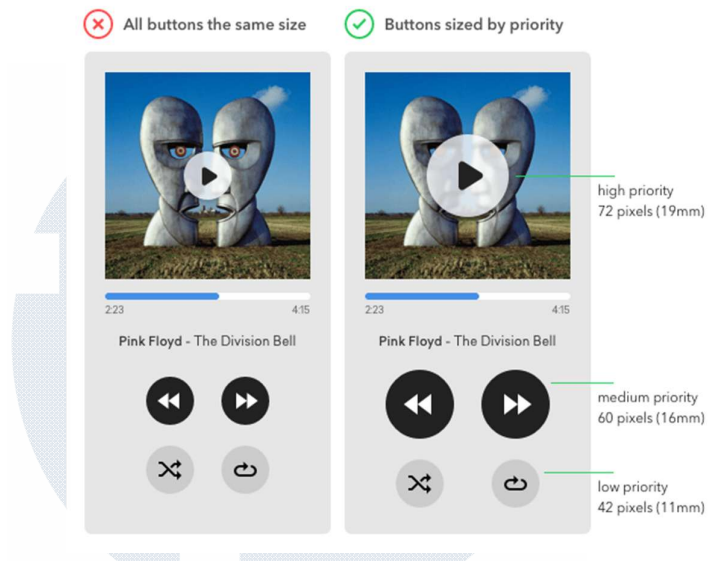 All buttons the same size
Buttons sized by priority
2:23
4:15
Pink Floyd - The Division Bell
2:23
4:15
Pink Floyd - The Division Bell
high priority
72 pixels (19mm)
medium priority
60 pixels (16mm)
low priority
42 pixels (11mm)